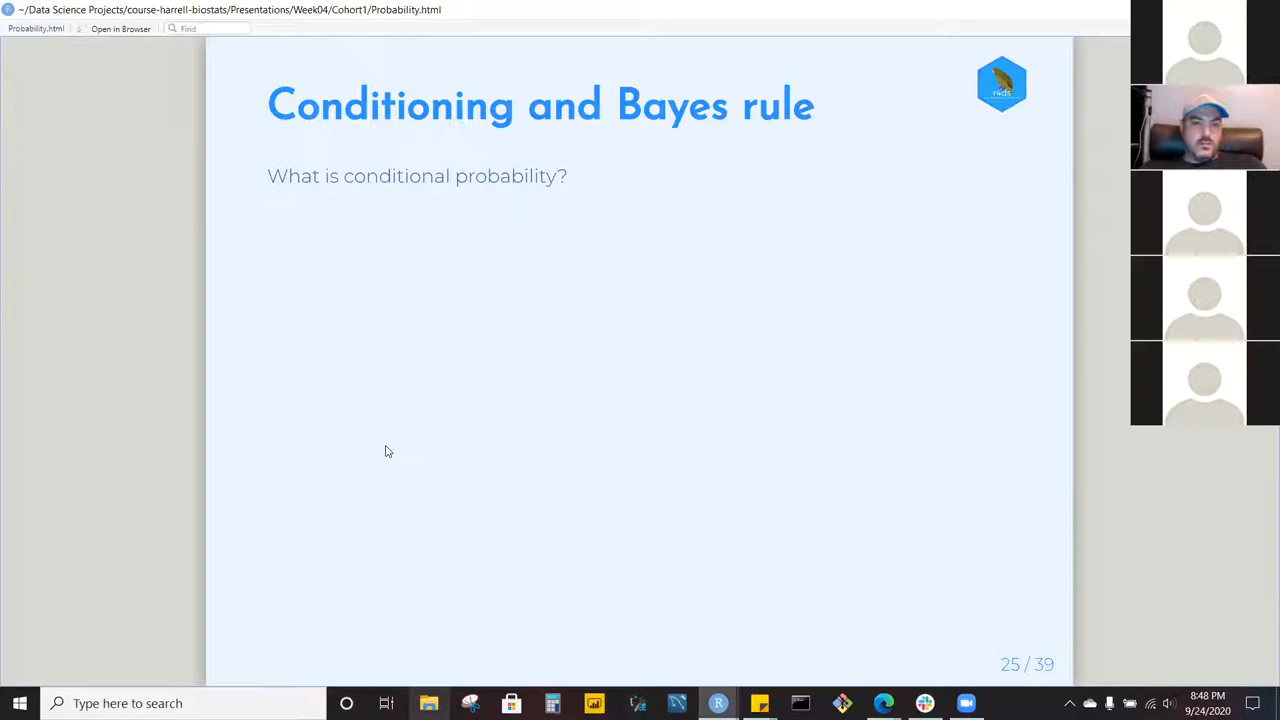 ~/Data Science Projects/course-harrell-biostats/Presentations/Week04/Cohort1/Probability.html
Probability.html Open in Browser Find
Conditioning and Bayes rule
r4ds
What is conditional probability?
25 / 39
Type here to search
R
8:48 PM
9/24/2020